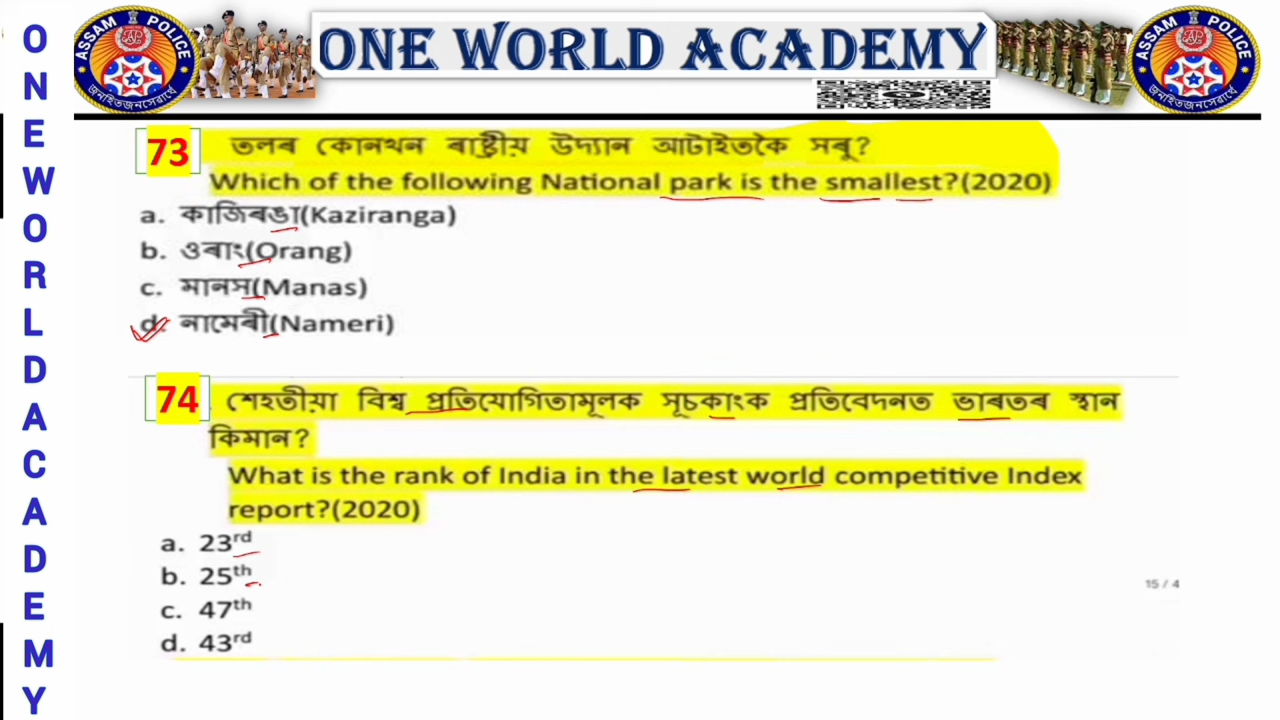 ONE WORLD ACADEMY
ASSAM POLICE
ASSAM POLICE
ONE WORLD ACADEMY
73 তলৰ কোনখন ৰাষ্ট্ৰীয় উদ্যান আটাইতকৈ সৰু?
Which of the following National park is the smallest?(2020)
a. কাজিৰঙা(Kaziranga)
b. ওৰাং(Orang)
c. মানস(Manas)
d. নামেৰী(Nameri)
74 . শেহতীয়া বিশ্ব প্ৰতিযোগিতামূলক সূচকাংক প্ৰতিবেদনত ভাৰতৰ স্থান
কিমান?
What is the rank of India in the latest world competitive Index
report?(2020)
a. 23rd
b. 25th
c. 47th
d. 43rd
15 / 4